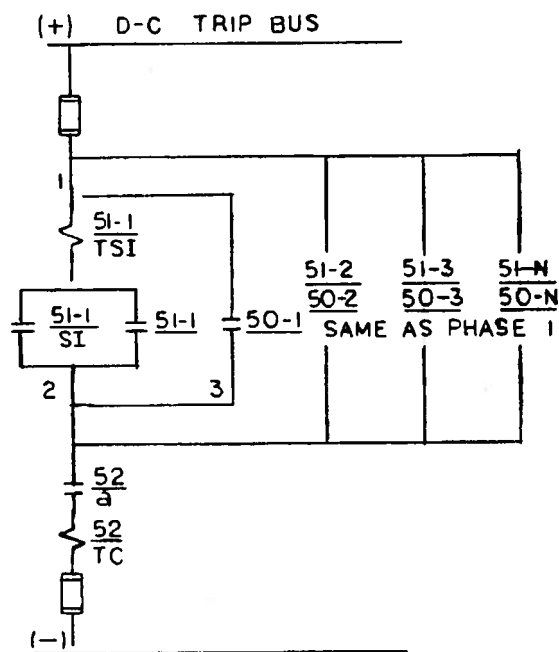 (+) D-C TRIP BUS
1
51-1
TSI
51-1
SI
51-1
50-1
51-2
50-2
51-3
50-3
51-N
50-N
SAME AS PHASE 1
2
3
52
a
52
TC
(-)